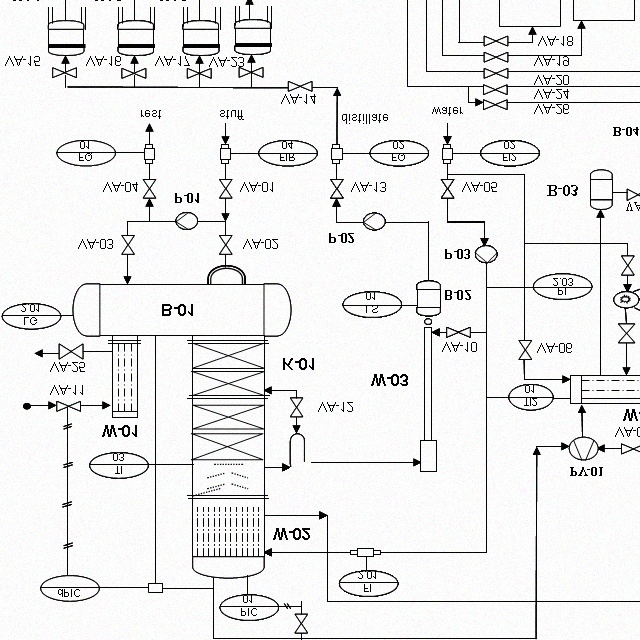 VA-15
VA-16
VA-17
VA-23
VA-18
VA-19
VA-20
VA-24
VA-26
VA-14
rest
stuff
distillate
water
B-04
01
FQ
04
FIR
02
FQ
02
FIZ
VA-04
VA-01
VA-13
VA-05
B-03
P-01
P-02
P-03
VA-03
VA-02
2.01
LG
B-01
01
LS
B-02
2.03
PI
VA-25
VA-10
VA-06
K-01
W-03
VA-11
VA-12
01
TIZ
W-01
03
TI
PV-01
W-02
dPIC
01
PIC
2.01
FI